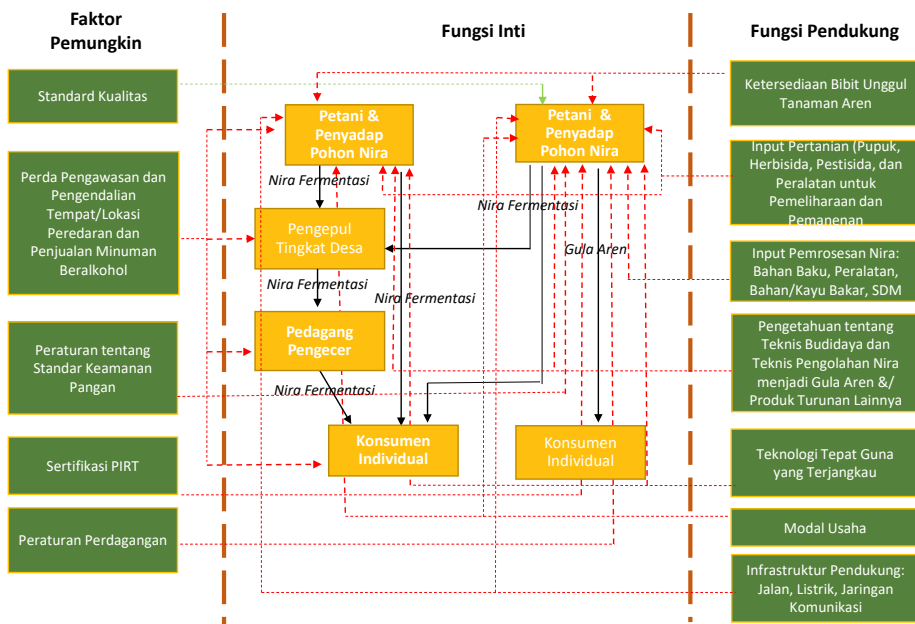 Faktor
Pemungkin
Standard Kualitas
Perda Pengawasan dan
Pengendalian
Tempat/Lokasi
Peredaran dan
Penjualan Minuman
Beralkohol
Peraturan tentang
Standar Keamanan
Pangan
Sertifikasi PIRT
Peraturan Perdagangan
Fungsi Inti
Petani &
Penyadap
Pohon Nira
Petani &
Penyadap
Pohon Nira
Nira Fermentasi
Nira Fermentasi
Pengepul
Tingkat Desa
Gula Aren
Nira Fermentasi
Nira Fermentasi
Pedagang
Pengecer
Nira Fermentasi
Konsumen
Individual
Konsumen
Individual
Fungsi Pendukung
Ketersediaan Bibit Unggul
Tanaman Aren
Input Pertanian (Pupuk,
Herbisida, Pestisida, dan
Peralatan untuk
Pemeliharaan dan
Pemanenan
Input Pemrosesan Nira:
Bahan Baku, Peralatan,
Bahan/Kayu Bakar, SDM
Pengetahuan tentang
Teknis Budidaya dan
Teknis Pengolahan Nira
menjadi Gula Aren &/
Produk Turunan Lainnya
Teknologi Tepat Guna
yang Terjangkau
Modal Usaha
Infrastruktur Pendukung:
Jalan, Listrik, Jaringan
Komunikasi